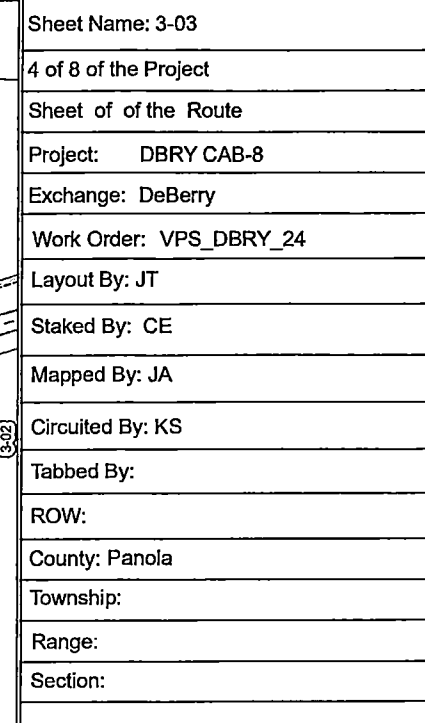 Sheet Name: 3-03
4 of 8 of the Project
Sheet of of the Route
Project: DBRY CAB-8
Exchange: DeBerry
Work Order: VPS_DBRY_24
Layout By: JT
Staked By: CE
Mapped By: JA
Circuited By: KS
3-02
Tabbed By:
ROW:
County: Panola
Township:
Range:
Section: